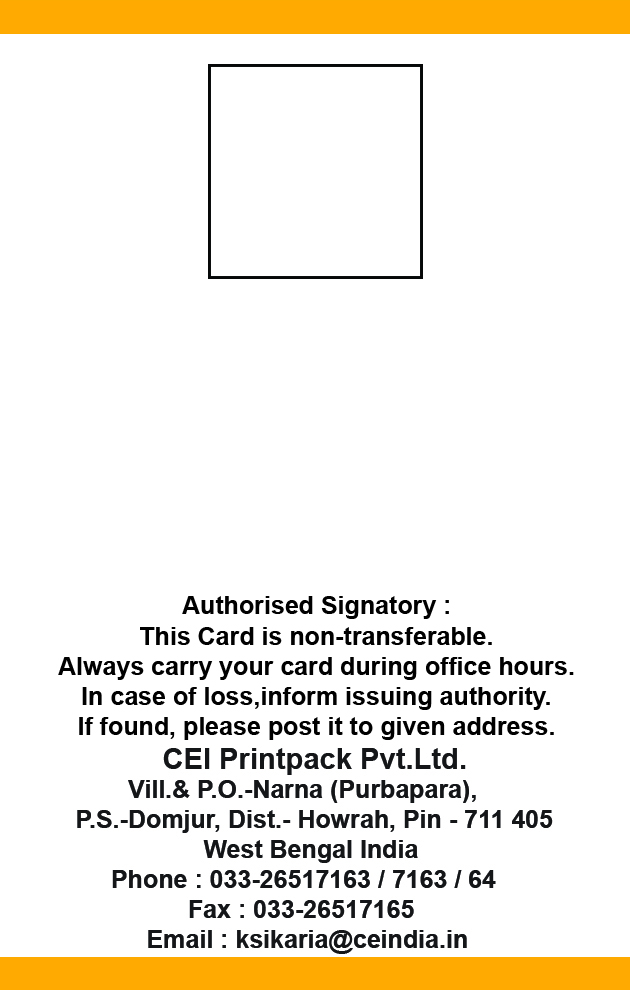 Authorised Signatory :
This Card is non-transferable.
Always carry your card during office hours.
In case of loss,inform issuing authority.
If found, please post it to given address.
CEI Printpack Pvt.Ltd.
Vill.& P.O.-Narna (Purbapara),
P.S.-Domjur, Dist.- Howrah, Pin - 711 405
West Bengal India
Phone : 033-26517163 / 7163 / 64
Fax : 033-26517165
Email : ksikaria@ceindia.in